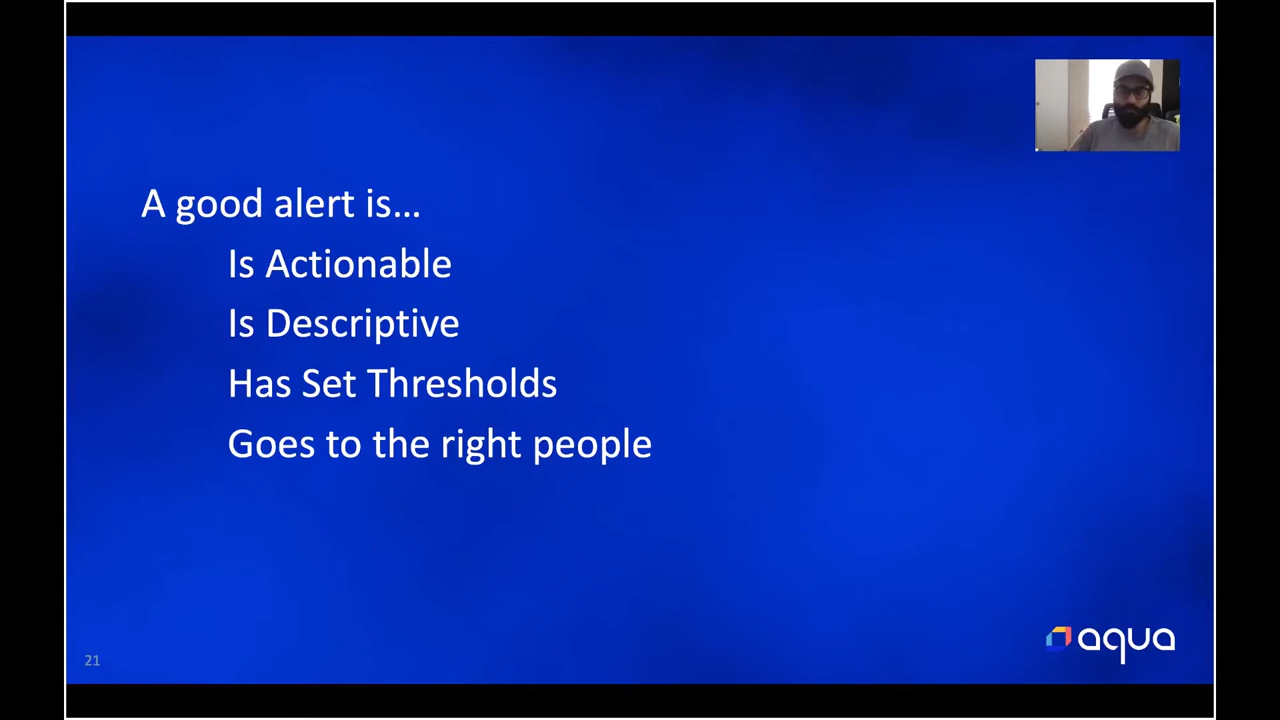 A good alert is...
Is Actionable
Is Descriptive
Has Set Thresholds
Goes to the right people
21
aqua